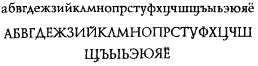 абвгдежзийклмнопрстуфхцчшщъыьэюяё
АБВГДЕЖЗИЙКЛМНОПРСТУФХЦЧШ
ЩЪЫЬЭЮЯЁ